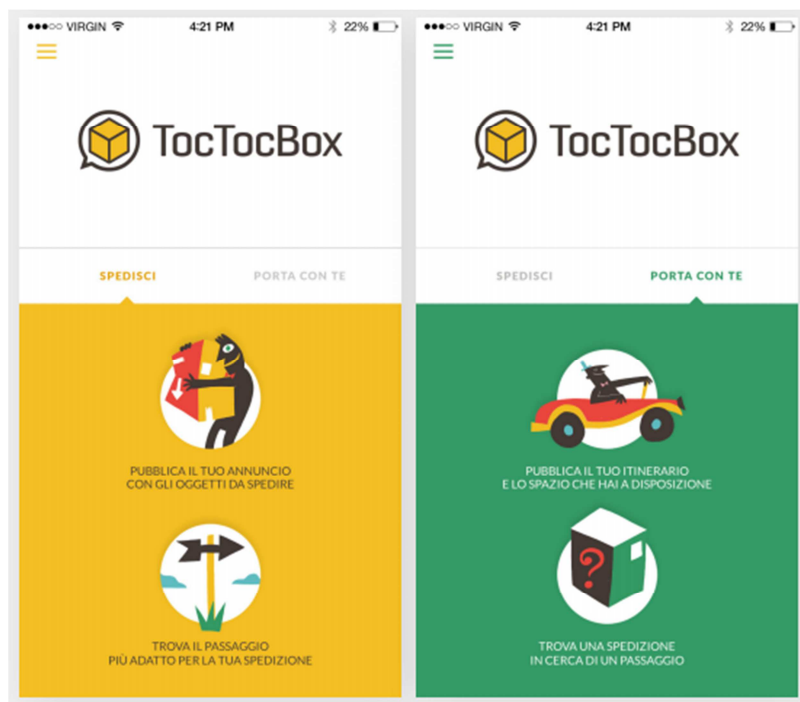 VIRGIN 4:21 PM 22%
TocTocBox
SPEDISCI PORTA CON TE
PUBBLICA IL TUO ANNUNCIO
CON GLI OGGETTI DA SPEDIRE
TROVA IL PASSAGGIO
PIÙ ADATTO PER LA TUA SPEDIZIONE
VIRGIN 4:21 PM 22%
TocTocBox
SPEDISCI PORTA CON TE
PUBBLICA IL TUO ITINERARIO
E LO SPAZIO CHE HAI A DISPOSIZIONE
?
TROVA UNA SPEDIZIONE
IN CERCA DI UN PASSAGGIO